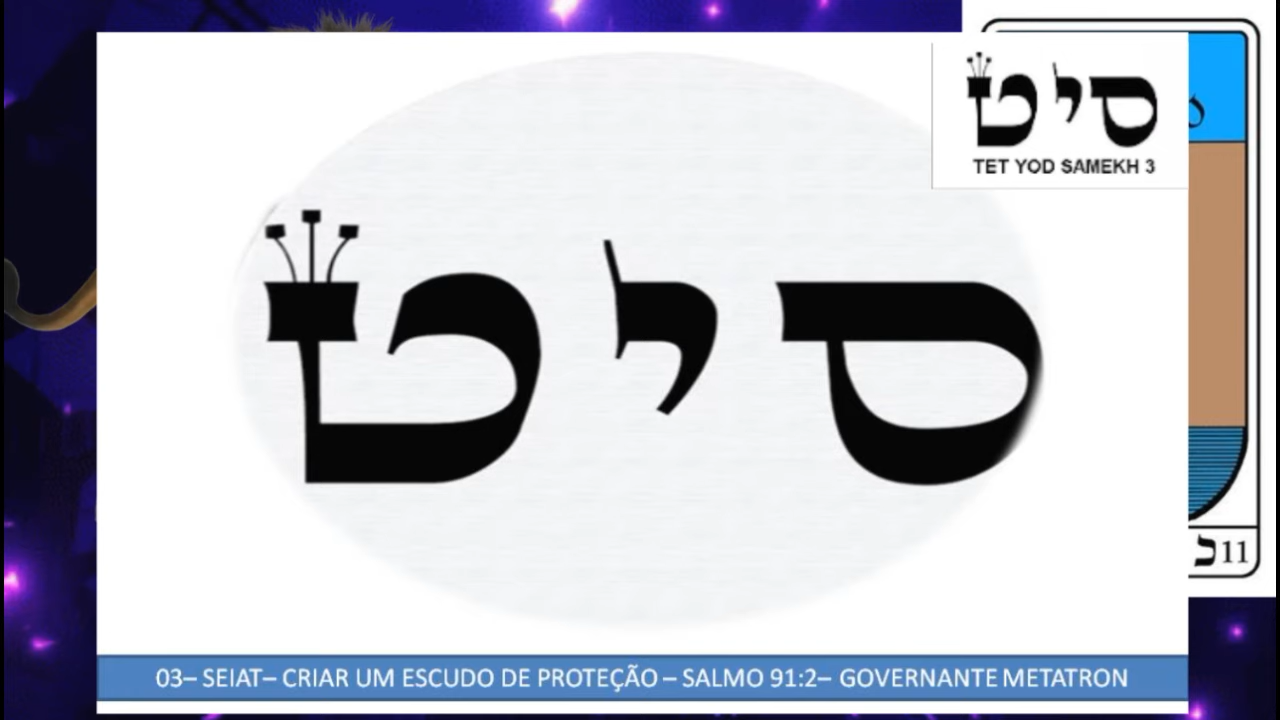 סיט
סיט
TET YOD SAMEKH 3
כ 11
03– SEIAT– CRIAR UM ESCUDO DE PROTEÇÃO – SALMO 91:2– GOVERNANTE METATRON